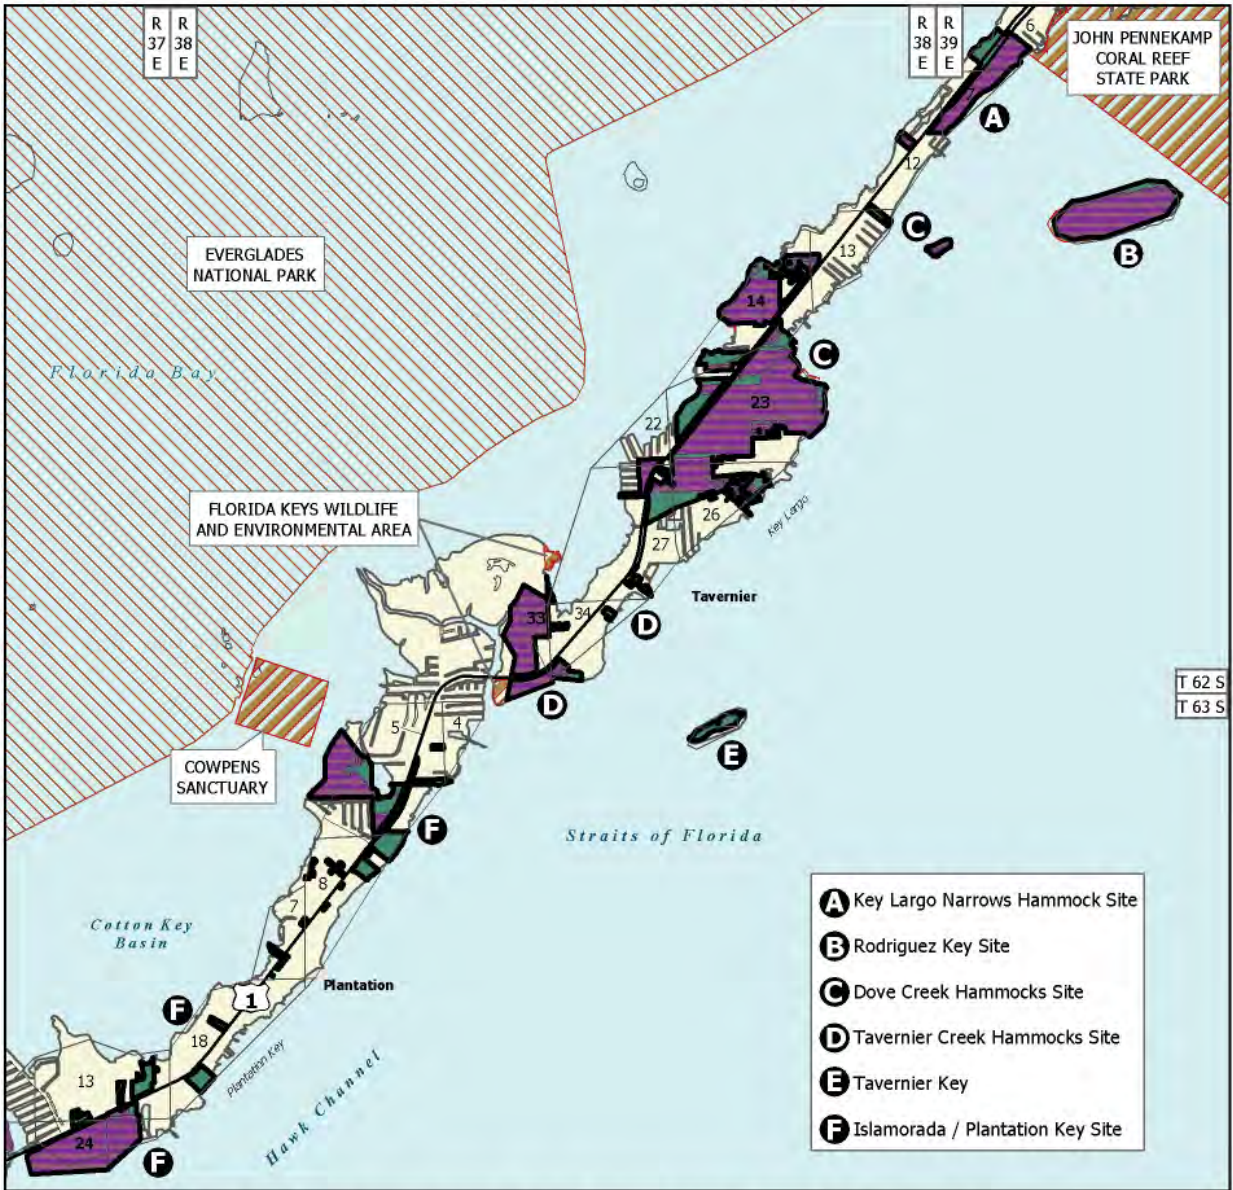 R
37
E
R
38
E
R
38
E
R
39
E
6
JOHN PENNEKAMP
CORAL REEF
STATE PARK
A
12
C
B
EVERGLADES
NATIONAL PARK
13
14
C
Florida Bay
23
22
FLORIDA KEYS WILDLIFE
AND ENVIRONMENTAL AREA
26
Key Largo
27
Tavernier
33
34
D
D
T 62 S
T 63 S
5
4
E
COWPENS
SANCTUARY
F
Straits of Florida
8
7
Cotton Key
Basin
Plantation
1
F
18
Plantation Key
Hawk Channel
13
24
F
A Key Largo Narrows Hammock Site
B Rodriguez Key Site
C Dove Creek Hammocks Site
D Tavernier Creek Hammocks Site
E Tavernier Key
F Islamorada / Plantation Key Site